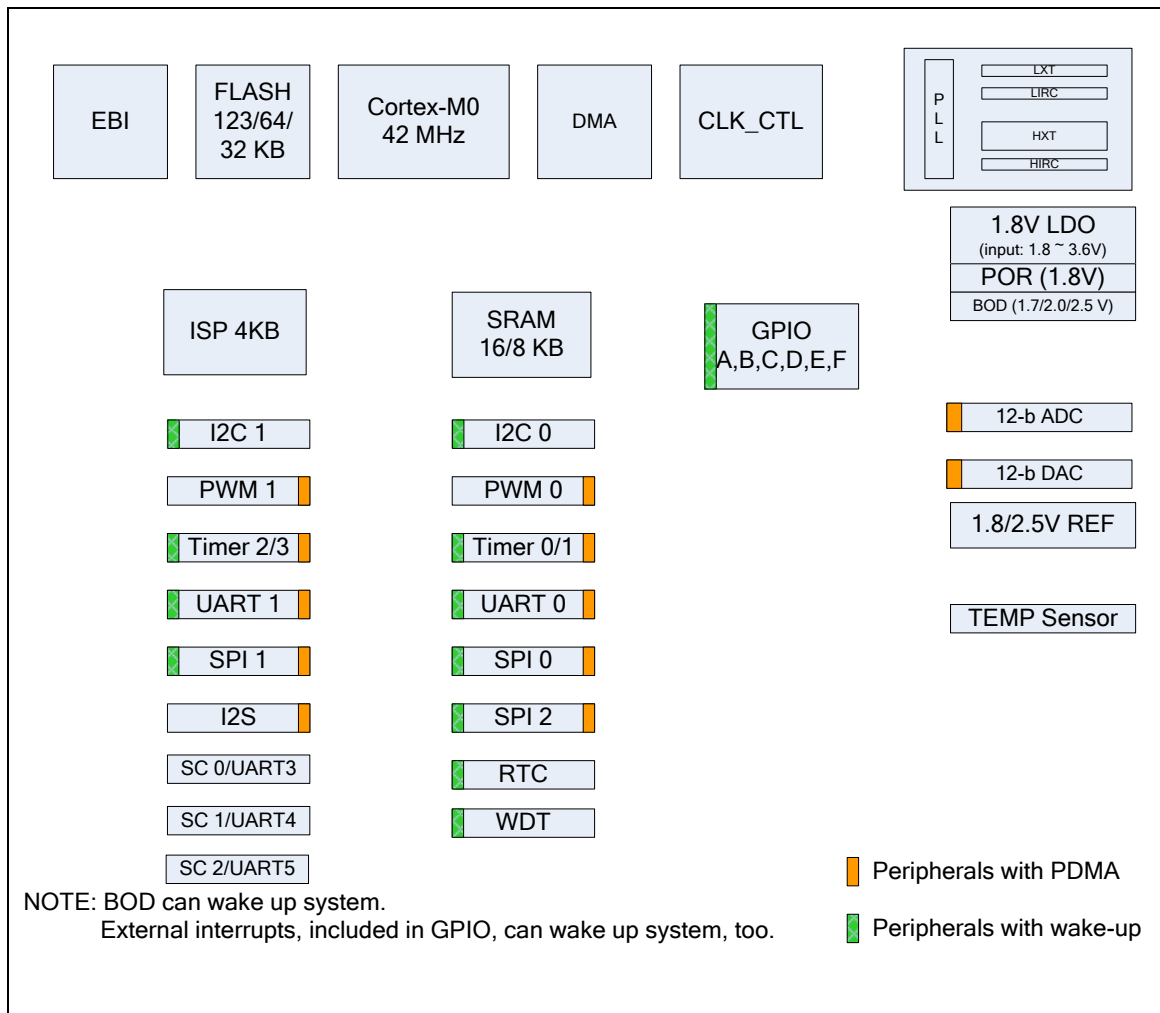 EBI
FLASH
123/64/
32 KB
Cortex-M0
42 MHz
DMA
CLK_CTL
P
L
L
LXT
LIRC
HXT
HIRC
1.8V LDO
(input: 1.8 ~ 3.6V)
POR (1.8V)
BOD (1.7/2.0/2.5 V)
ISP 4KB
SRAM
16/8 KB
GPIO
A,B,C,D,E,F
I2C 1
I2C 0
12-b ADC
PWM 1
PWM 0
12-b DAC
1.8/2.5V REF
Timer 2/3
Timer 0/1
UART 1
UART 0
TEMP Sensor
SPI 1
SPI 0
I2S
SPI 2
SC 0/UART3
RTC
SC 1/UART4
WDT
SC 2/UART5
Peripherals with PDMA
NOTE: BOD can wake up system.
External interrupts, included in GPIO, can wake up system, too.
Peripherals with wake-up